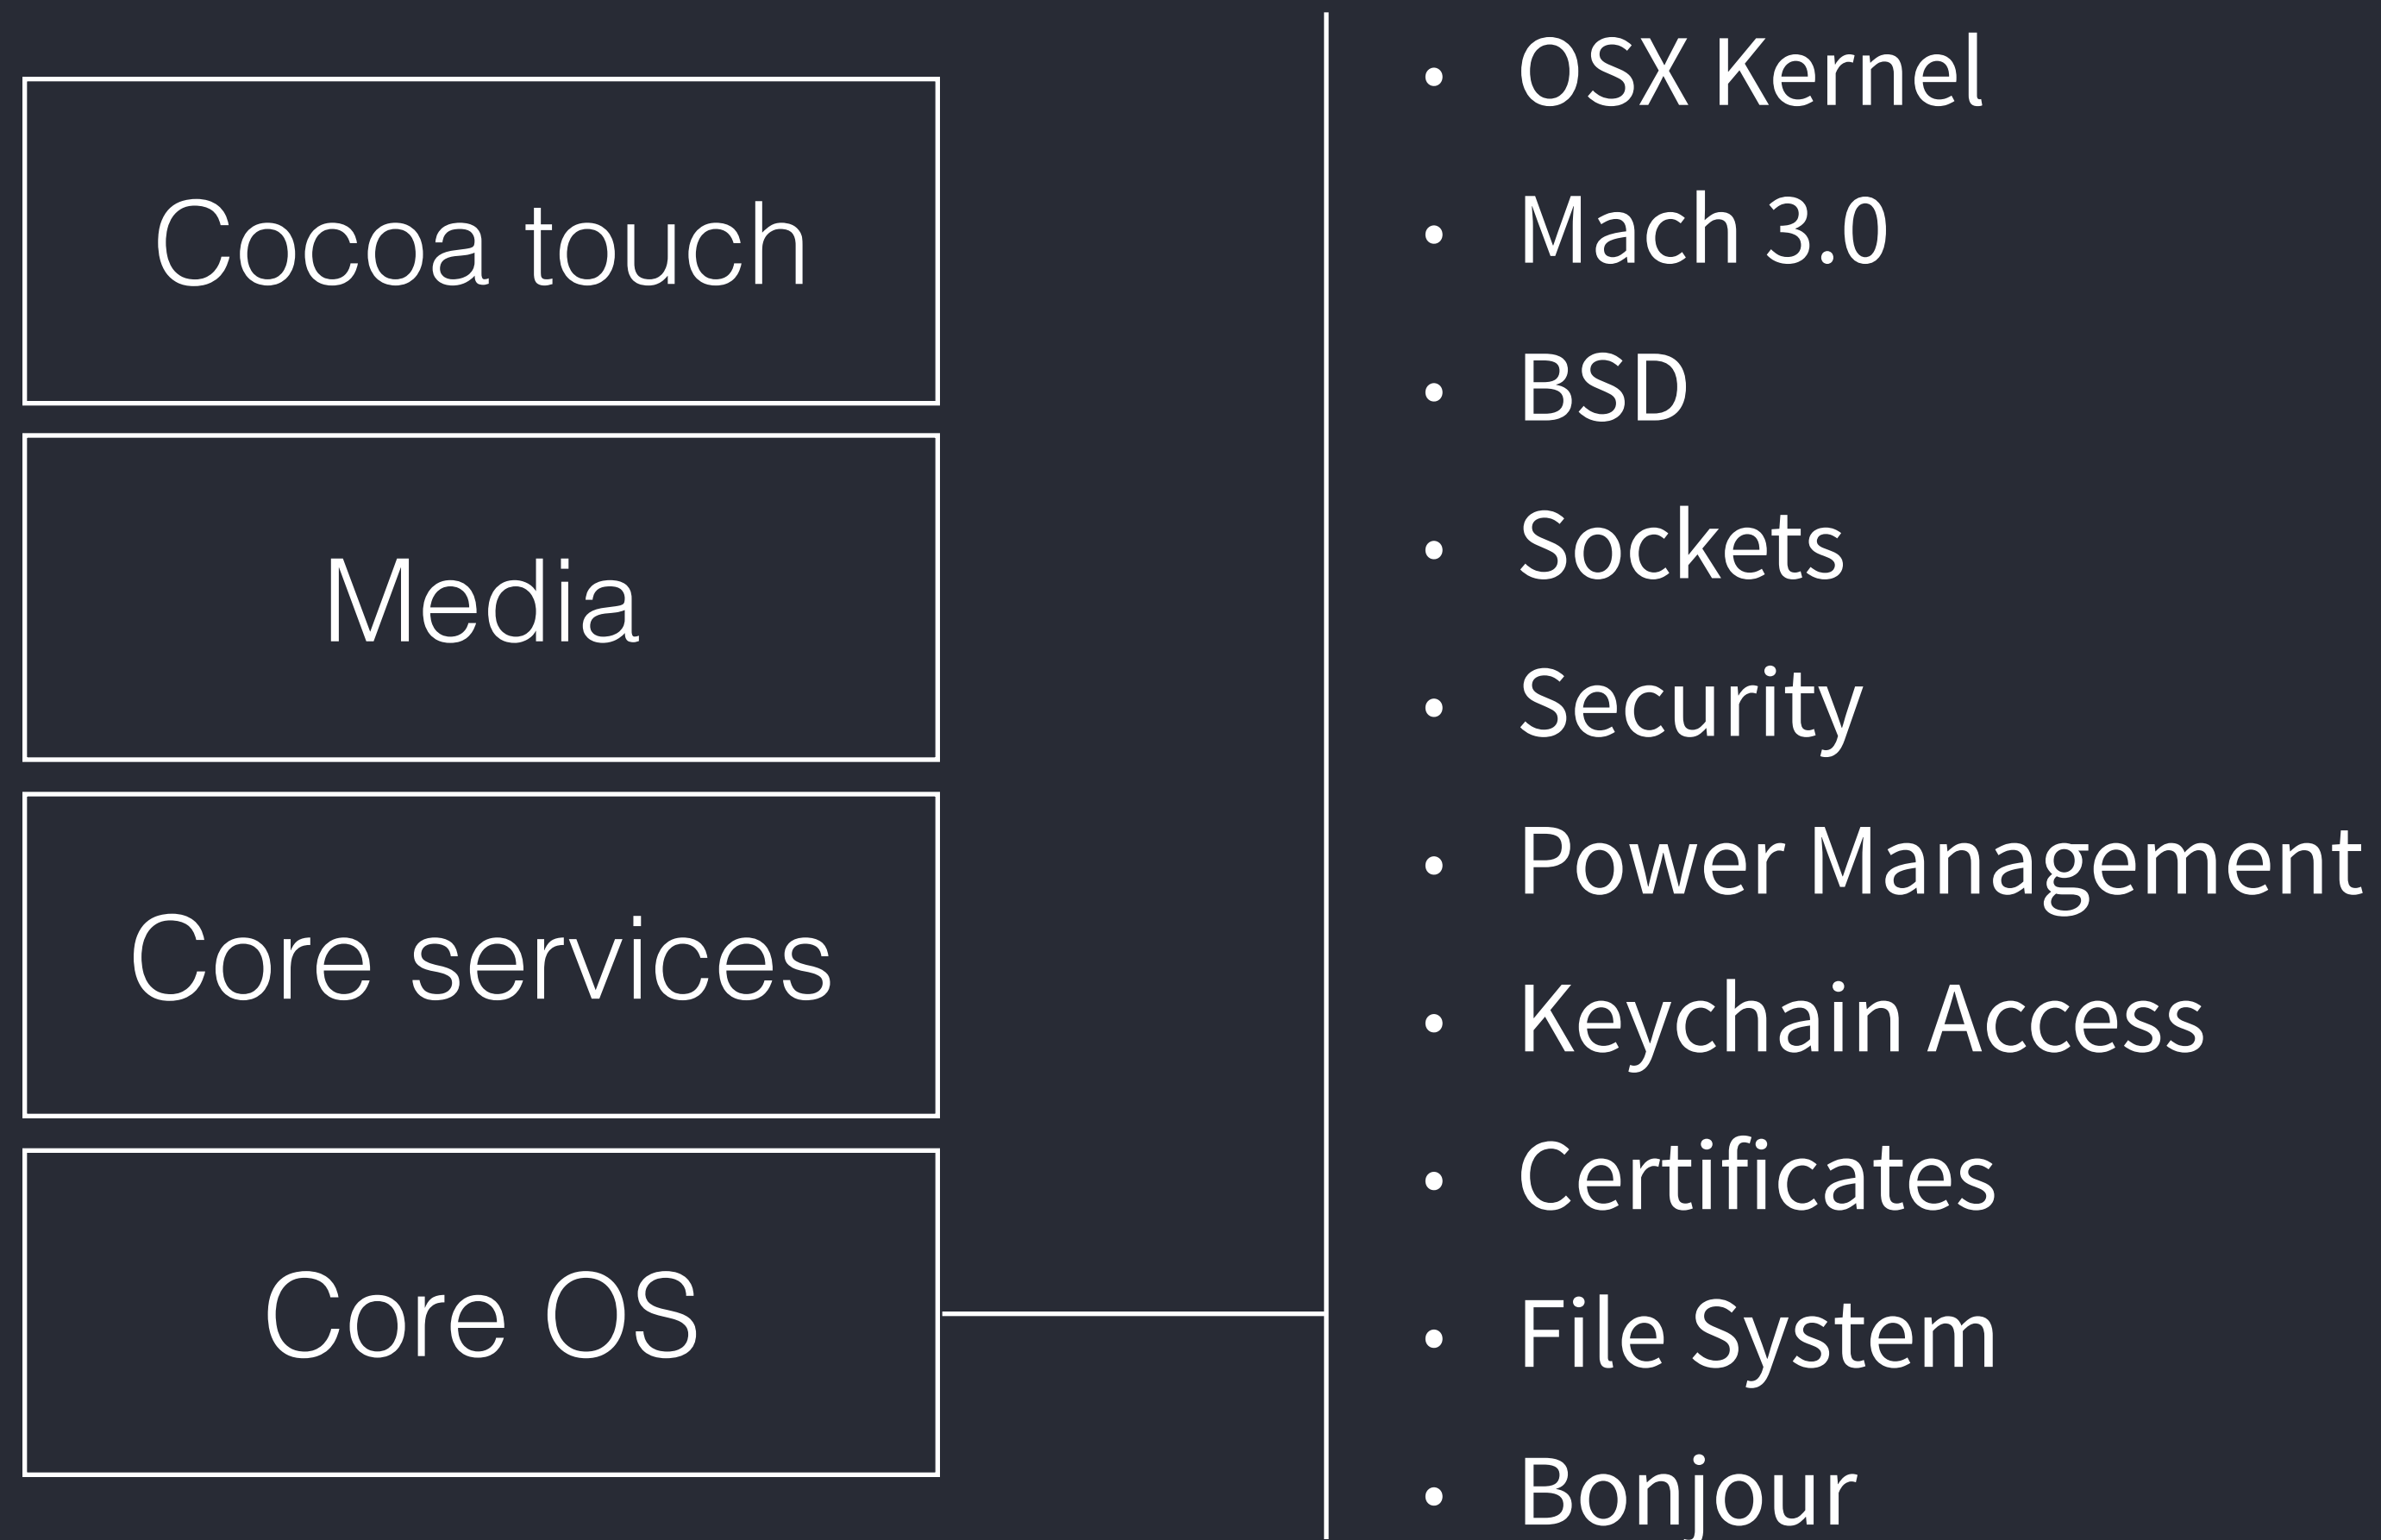 Cocoa touch
Media
Core services
Core OS
• OSX Kernel
• Mach 3.0
• BSD
• Sockets
• Security
• Power Management
• Keychain Access
• Certificates
• File System
• Bonjour